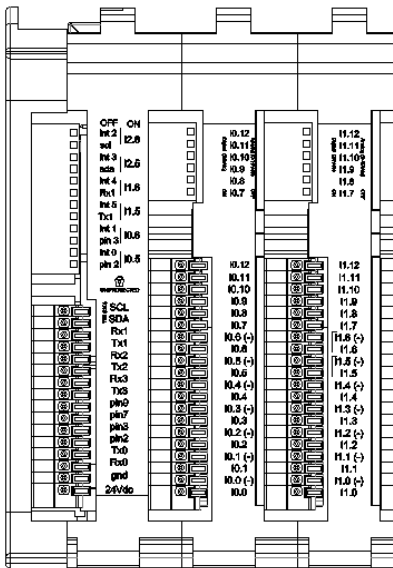 OFF ON
Int 2
scl
I2.6
Int 3
sda
I2.5
Int 4
Rx1
I1.6
Int 5
Tx1
I1.5
Int 1
pin 3
I0.6
Int 0
pin 2
I0.5
SCL
SDA
Rx1
Tx1
Rx2
Tx2
Rx3
Tx3
pin9
pin7
pin3
pin2
Tx0
Rx0
gnd
24Vdc
I0.12
I0.11
I0.10
I0.9
I0.8
I0.7
OFF
ON
I0.12
I0.11
I0.10
I0.9
I0.8
I0.7
I0.6 (-)
I0.6
I0.5 (-)
I0.5
I0.4 (-)
I0.4
I0.3 (-)
I0.3
I0.2 (-)
I0.2
I0.1 (-)
I0.1
I0.0 (-)
I0.0
I1.12
I1.11
I1.10
I1.9
I1.8
I1.7
OFF
ON
I1.12
I1.11
I1.10
I1.9
I1.8
I1.7
I1.6 (-)
I1.6
I1.5 (-)
I1.5
I1.4 (-)
I1.4
I1.3 (-)
I1.3
I1.2 (-)
I1.2
I1.1 (-)
I1.1
I1.0 (-)
I1.0